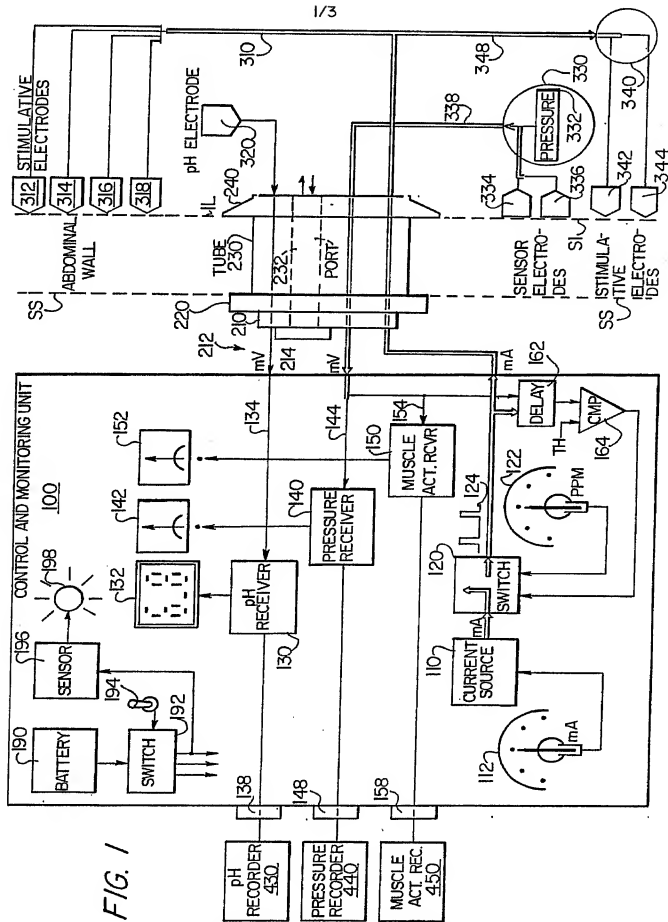 1/3
FIG. 1
CONTROL AND MONITORING UNIT
100
190
BATTERY
196
SENSOR
198
194
SWITCH
192
132
142
152
pH
RECEIVER
130
134
PRESSURE
RECEIVER
140
144
MUSCLE
ACT. RCVR
150
154
138
148
158
pH
RECORDER
430
PRESSURE
RECORDER
440
MUSCLE
ACT. REC.
450
112
mA
CURRENT
SOURCE
110
mA
SWITCH
120
124
122
PPM
TH
CMP
164
DELAY
162
mV
mV
mA
212
214
210
220
SS
ABDOMINAL
WALL
TUBE
230
232
PORT
240
IL
STIMULATIVE
ELECTRODES
312
314
316
318
310
pH ELECTRODE
320
348
338
330
PRESSURE
332
334
336
SENSOR
ELECTRO-
DES
SI
SS
STIMULA-
TIVE
ELECTRO-
DES
342
344
340